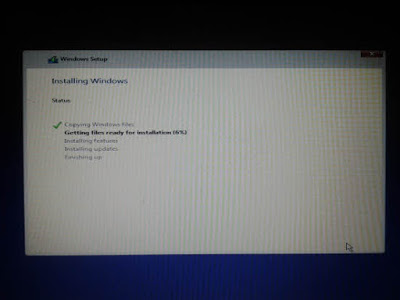 Windows Setup
Installing Windows
Status
Copying Windows files
Getting files ready for installation (6%)
Installing features
Installing updates
Finishing up